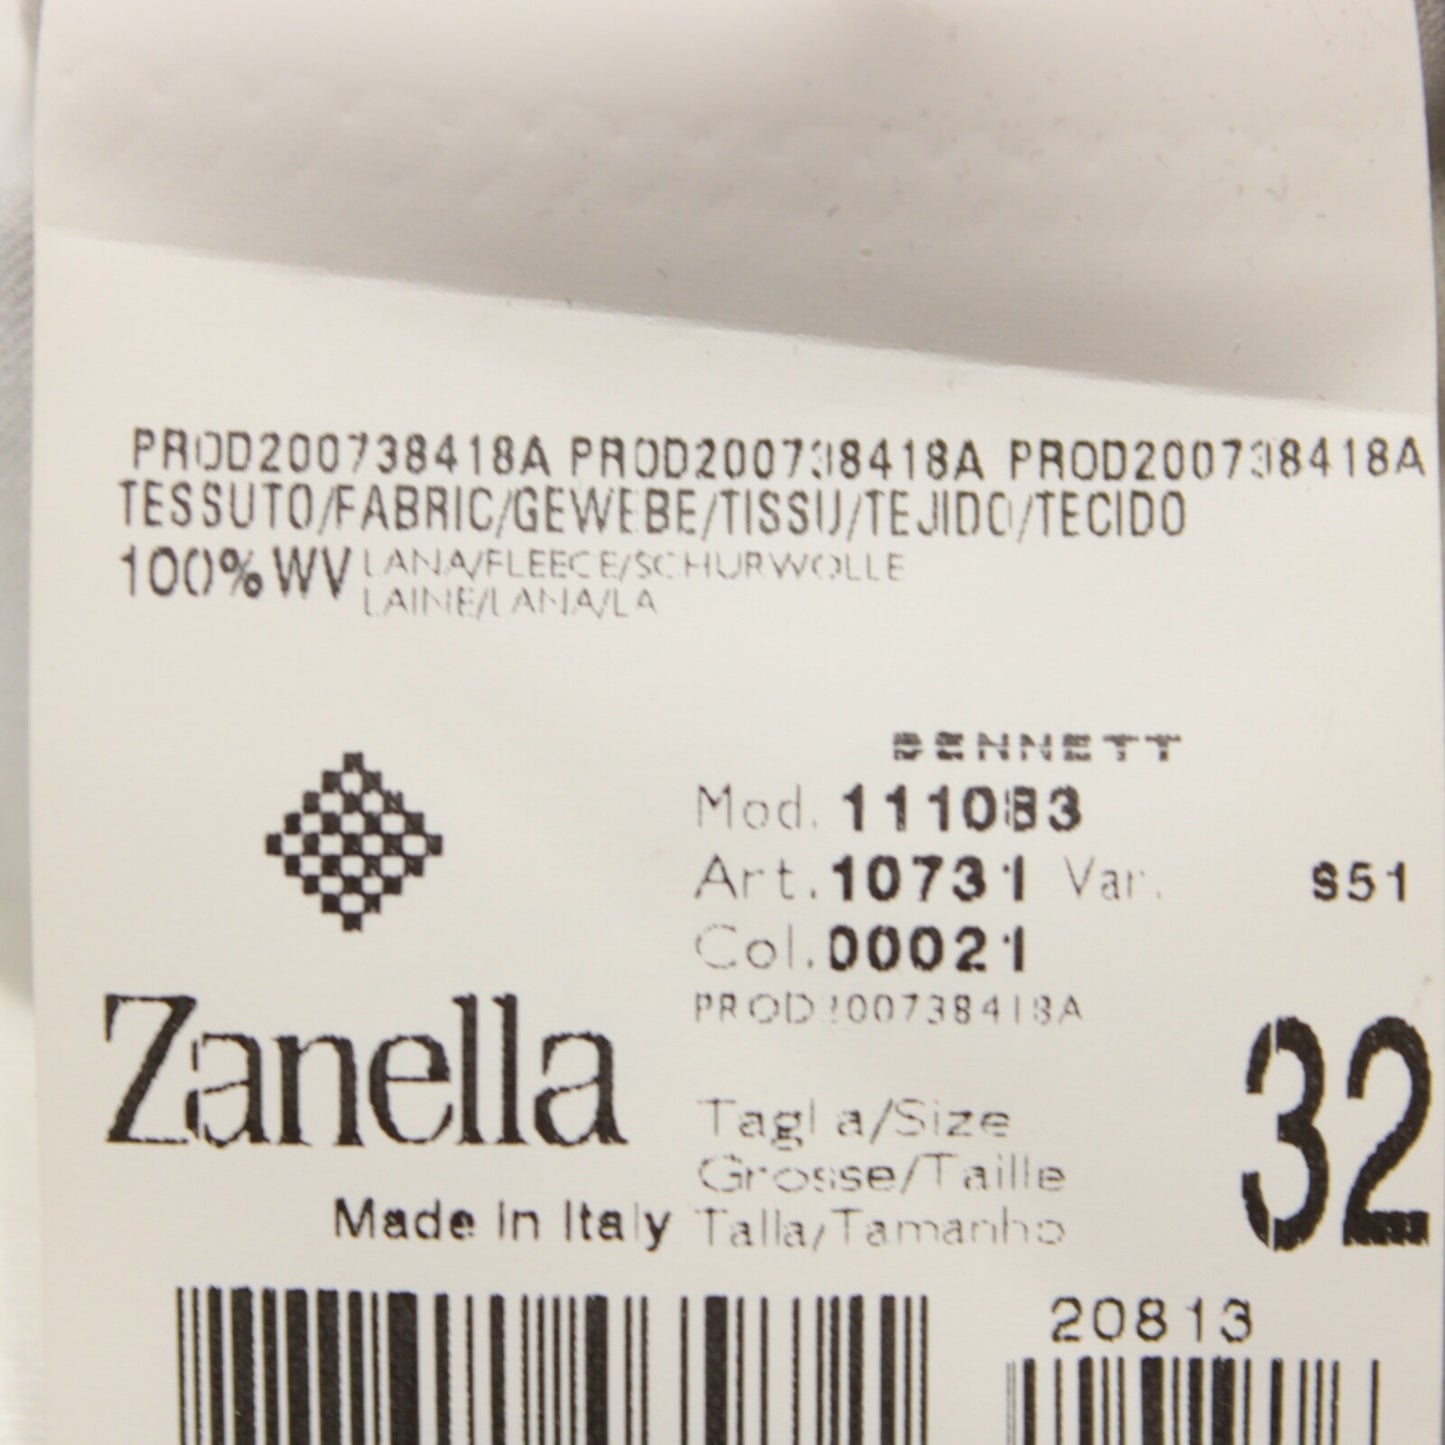 PROD200738418A PROD200738418A PROD200738418A
TESSUTO/FABRIC/GEWEBE/TISSU/TEJIDO/TECIDO
100% WV LANA/FLEECE/SCHURWOLLE
LAINE/LANA/LA
BENNETT
Mod. 111083
Art. 10731 Var. S51
Col. 00021
PROD200738418A
Zanella
Made in Italy
Taglia/Size
Grosse/Taille
Talla/Tamanho
32
20813